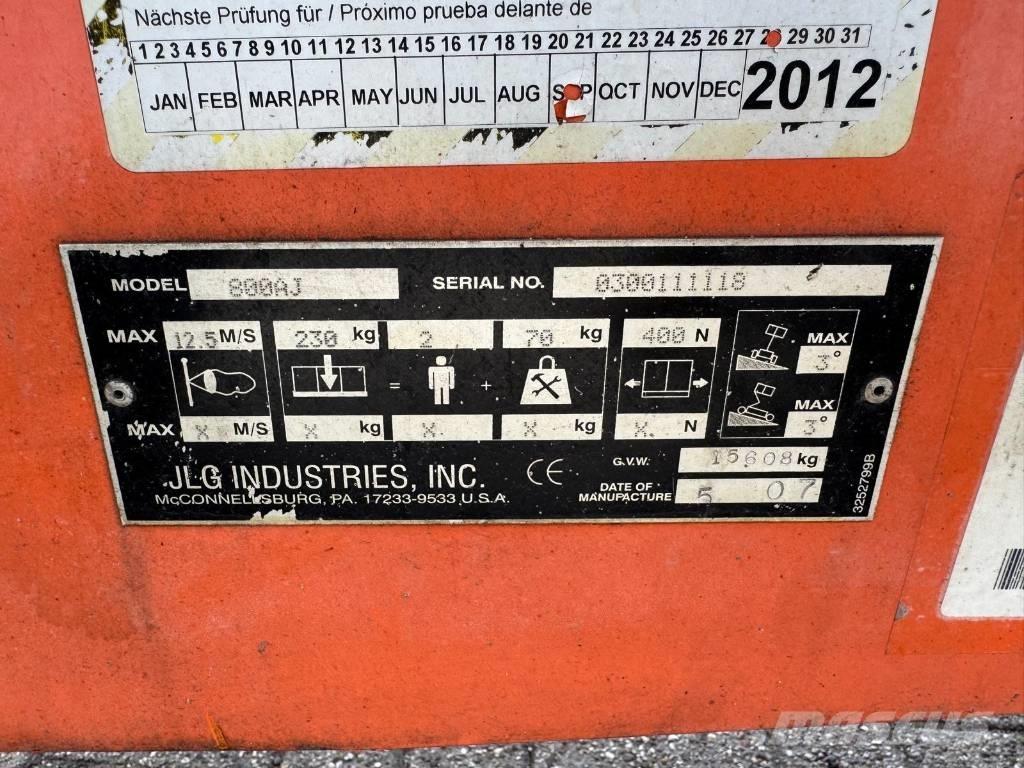 Nächste Prüfung für / Próximo prueba delante de
1 2 3 4 5 6 7 8 9 10 11 12 13 14 15 16 17 18 19 20 21 22 23 24 25 26 27 28 29 30 31
JAN FEB MAR APR MAY JUN JUL AUG SEP OCT NOV DEC 2012
MODEL 800AJ SERIAL NO. 0300111118
MAX 12.5 M/S 230 kg 2 70 kg 400 N MAX
3°
= +
MAX
MAX X M/S X kg X X kg X N 3°
JLG INDUSTRIES, INC. CE G.V.W. 15608 kg
McCONNELLSBURG, PA. 17233-9533 U.S.A. DATE OF MANUFACTURE 5 07
3252799B
MASCUS